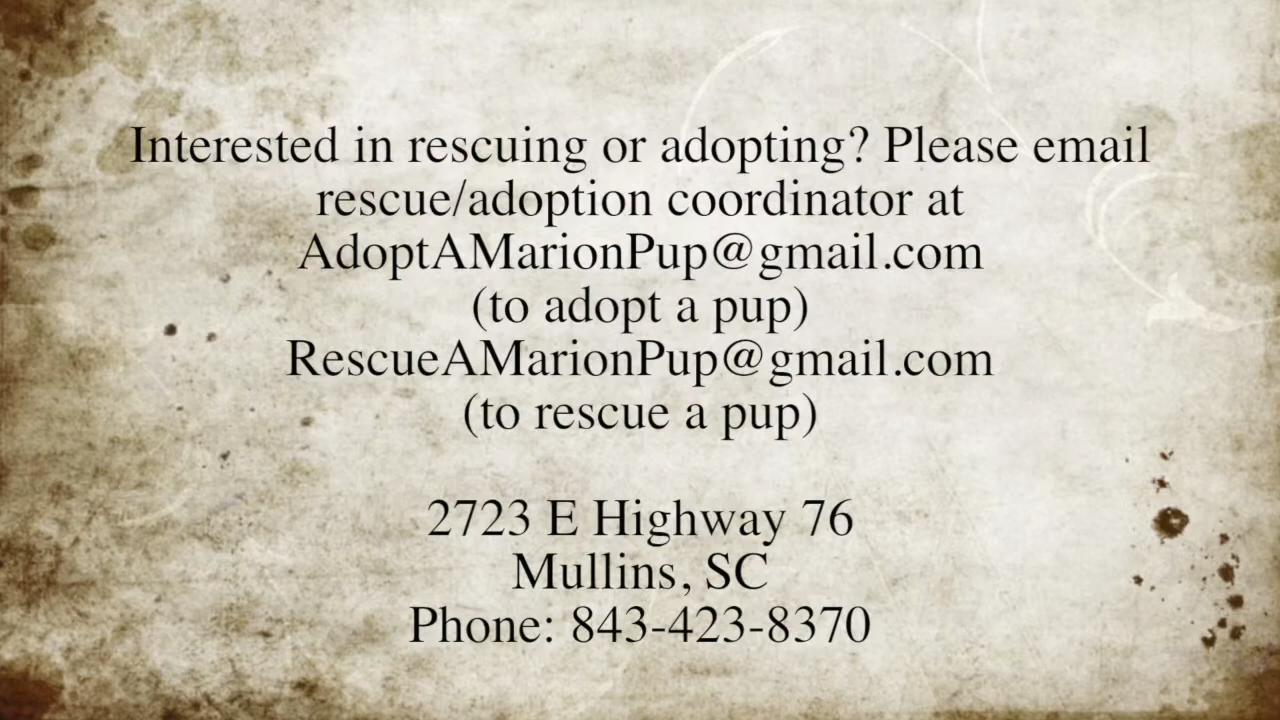 Interested in rescuing or adopting? Please email
rescue/adoption coordinator at
AdoptAMarionPup@gmail.com
(to adopt a pup)
RescueAMarionPup@gmail.com
(to rescue a pup)
2723 E Highway 76
Mullins, SC
Phone: 843-423-8370